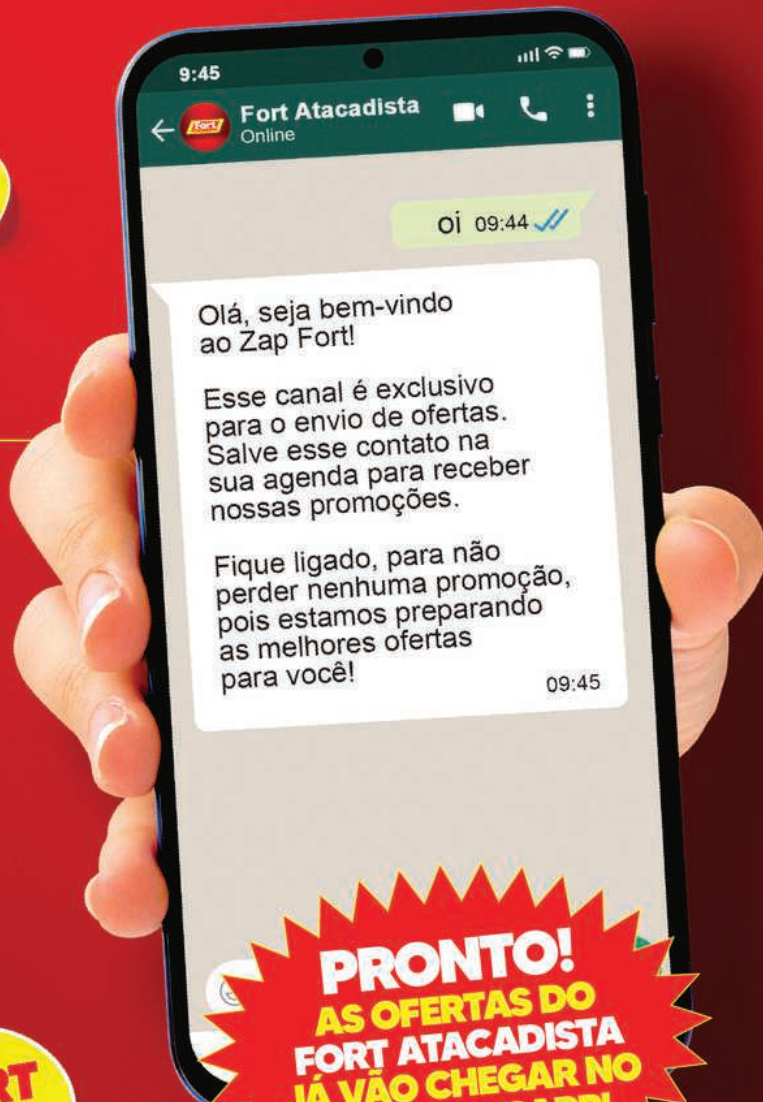 9:45
Fort
Fort Atacadista
Online
oi 09:44
Olá, seja bem-vindo
ao Zap Fort!
Esse canal é exclusivo
para o envio de ofertas.
Salve esse contato na
sua agenda para receber
nossas promoções.
Fique ligado, para não
perder nenhuma promoção,
pois estamos preparando
as melhores ofertas
para você!
09:45
PRONTO!
AS OFERTAS DO
FORT ATACADISTA
JÁ VÃO CHEGAR NO